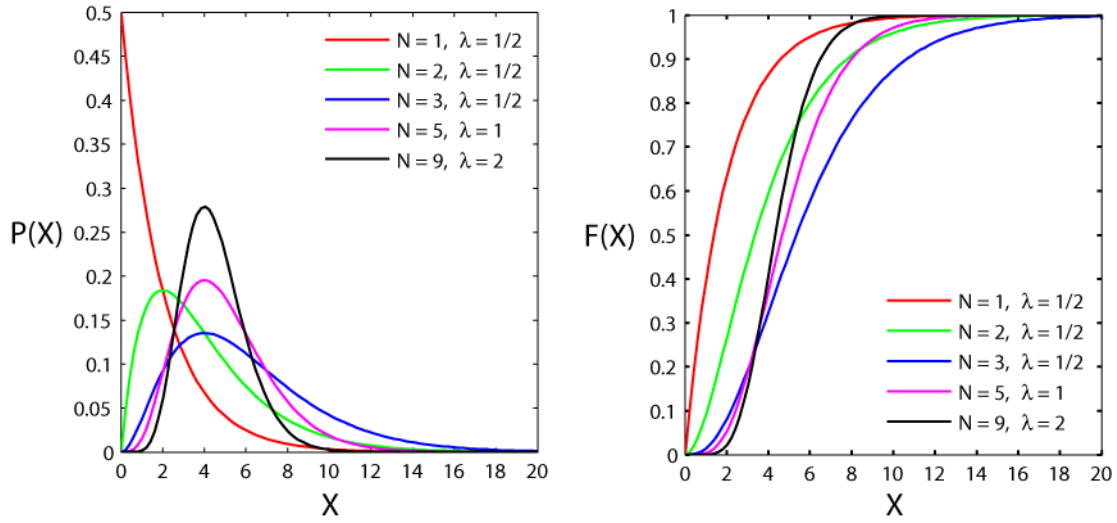 0.5
0.45
0.4
0.35
0.3
0.25
0.2
0.15
0.1
0.05
0
P(X)
0 2 4 6 8 10 12 14 16 18 20
X
N = 1, λ = 1/2
N = 2, λ = 1/2
N = 3, λ = 1/2
N = 5, λ = 1
N = 9, λ = 2
1
0.9
0.8
0.7
0.6
0.5
0.4
0.3
0.2
0.1
0
F(X)
0 2 4 6 8 10 12 14 16 18 20
X
N = 1, λ = 1/2
N = 2, λ = 1/2
N = 3, λ = 1/2
N = 5, λ = 1
N = 9, λ = 2